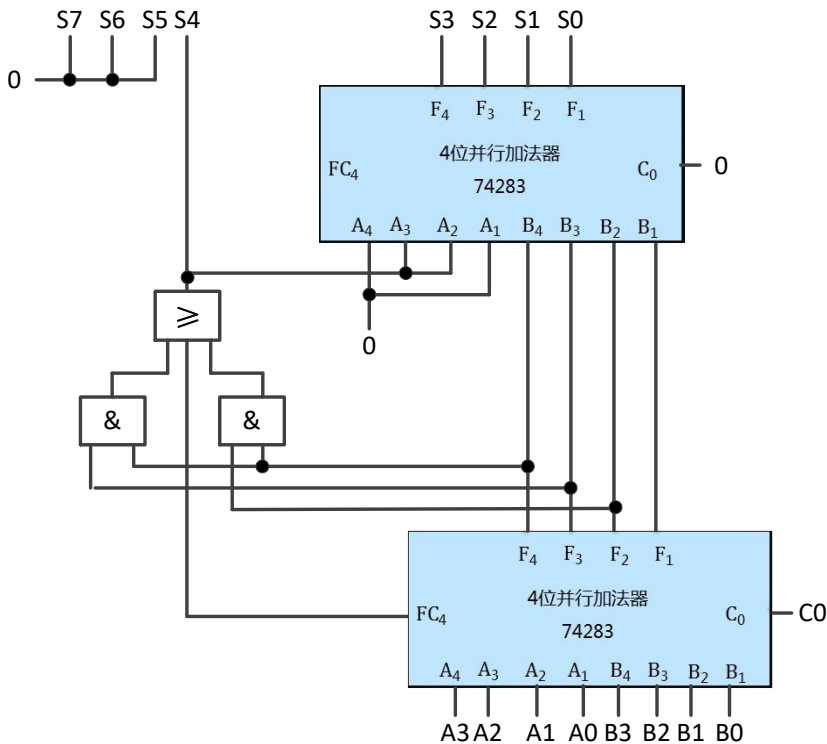 S7 S6 S5 S4 S3 S2 S1 S0
0
F₄ F₃ F₂ F₁
4位并行加法器
FC₄ C₀ 0
74283
A₄ A₃ A₂ A₁ B₄ B₃ B₂ B₁
≥
0
& &
F₄ F₃ F₂ F₁
4位并行加法器
FC₄ C₀ C0
74283
A₄ A₃ A₂ A₁ B₄ B₃ B₂ B₁
A3 A2 A1 A0 B3 B2 B1 B0